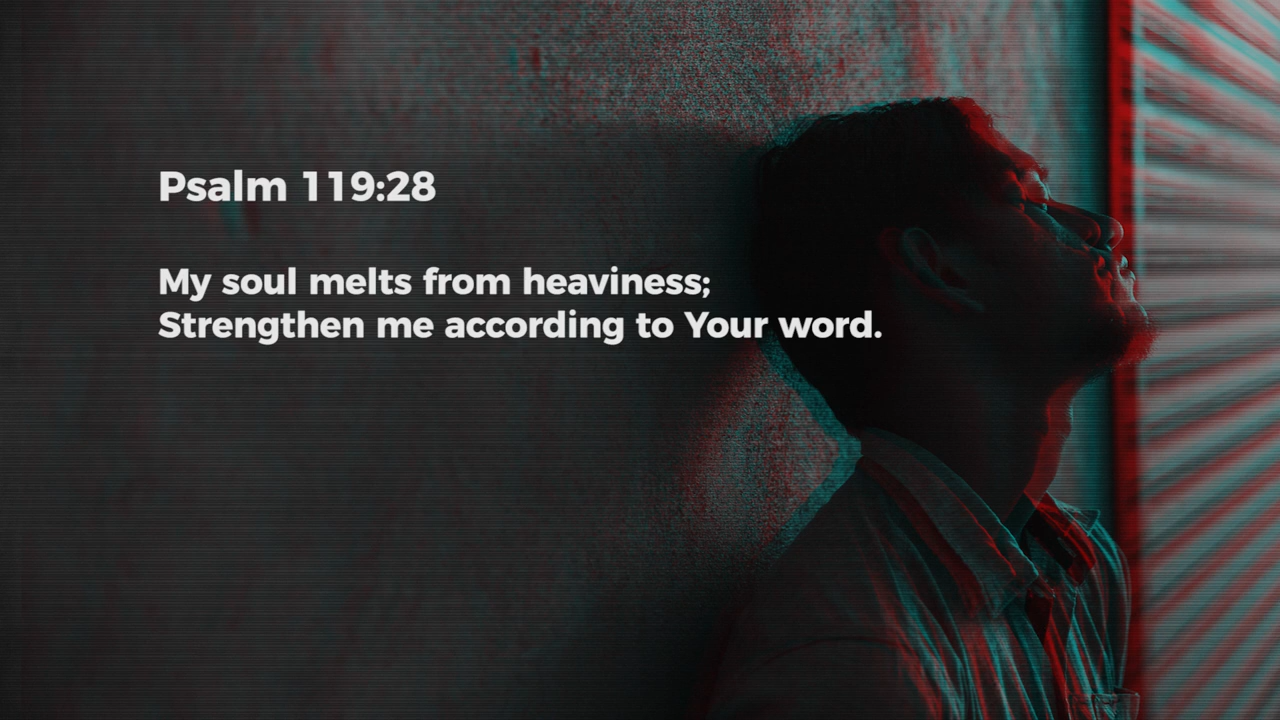 Psalm 119:28
My soul melts from heaviness;
Strengthen me according to Your word.